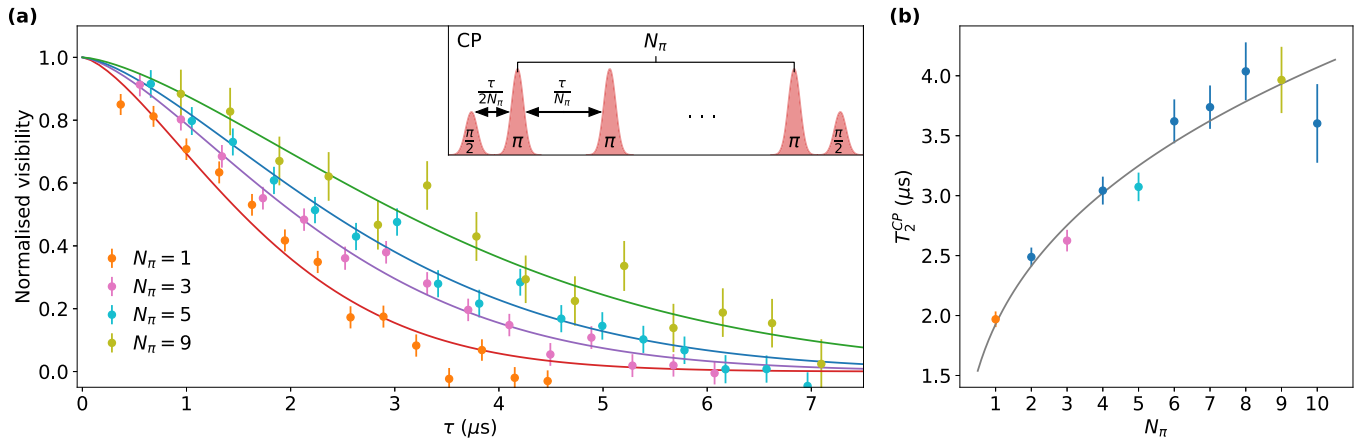 (a)
Normalised visibility
1.0
0.8
0.6
0.4
0.2
0.0
0 1 2 3 4 5 6 7
τ (μs)
N_π = 1
N_π = 3
N_π = 5
N_π = 9
CP
N_π
τ/2N_π
τ/N_π
π/2 π π . . . π π/2
(b)
T_2^{CP} (μs)
4.0
3.5
3.0
2.5
2.0
1.5
1 2 3 4 5 6 7 8 9 10
N_π